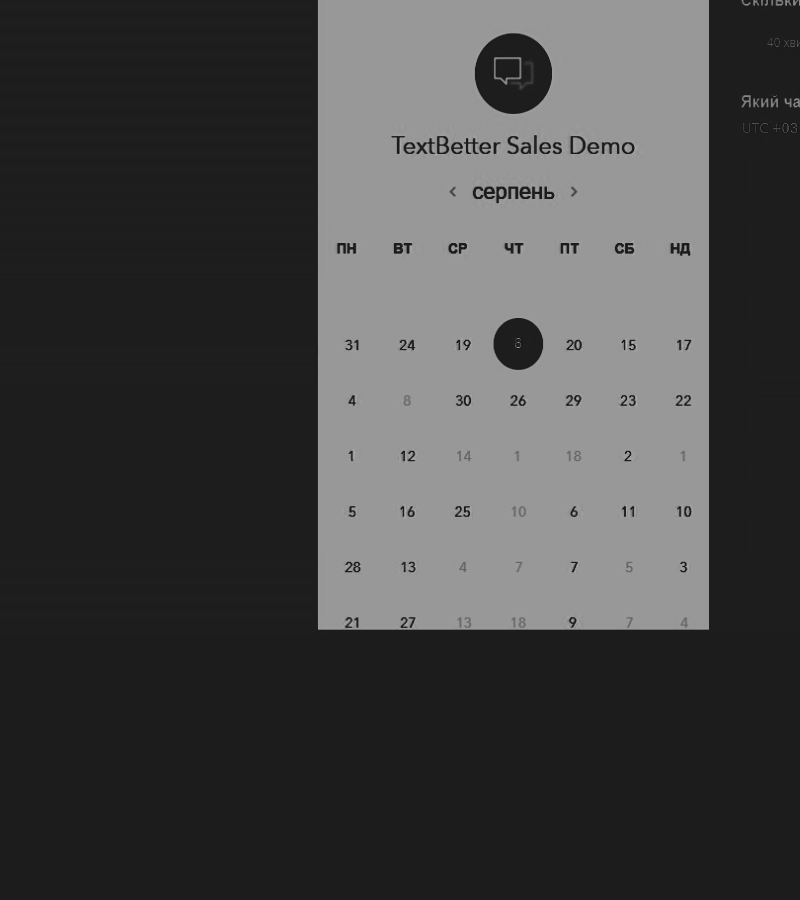 TextBetter Sales Demo
серпень
ПН ВТ СР ЧТ ПТ СБ НД
31 24 19 8 20 15 17
4 8 30 26 29 23 22
1 12 14 1 18 2 1
5 16 25 10 6 11 10
28 13 4 7 7 5 3
21 27 13 18 9 7 4
Скільки
40 хви
Який ча
UTC +03